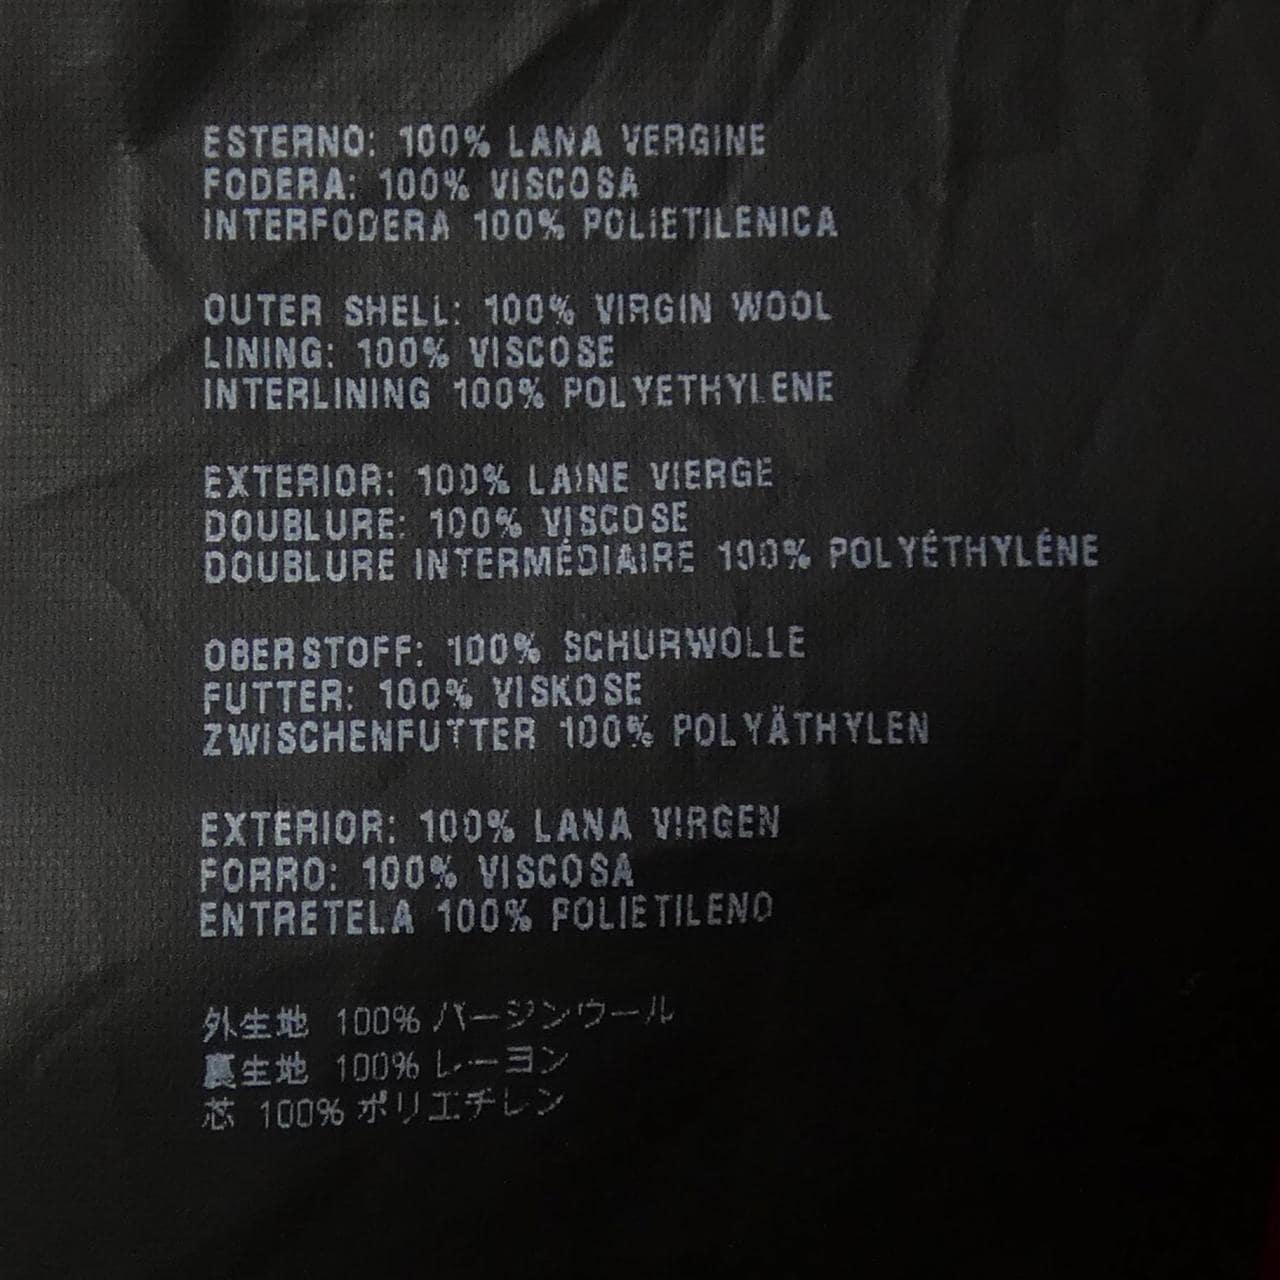 ESTERNO: 100% LANA VERGINE
FODERA: 100% VISCOSA
INTERFODERA 100% POLIETILENICA
OUTER SHELL: 100% VIRGIN WOOL
LINING: 100% VISCOSE
INTERLINING 100% POLYETHYLENE
EXTERIOR: 100% LAINE VIERGE
DOUBLURE: 100% VISCOSE
DOUBLURE INTERMÉDIAIRE 100% POLYÉTHYLÉNE
OBERSTOFF: 100% SCHURWOLLE
FUTTER: 100% VISKOSE
ZWISCHENFUTTER 100% POLYÄTHYLEN
EXTERIOR: 100% LANA VIRGEN
FORRO: 100% VISCOSA
ENTRETELA 100% POLIETILENO
外生地 100% バージンウール
裏生地 100% レーヨン
芯 100% ポリエチレン